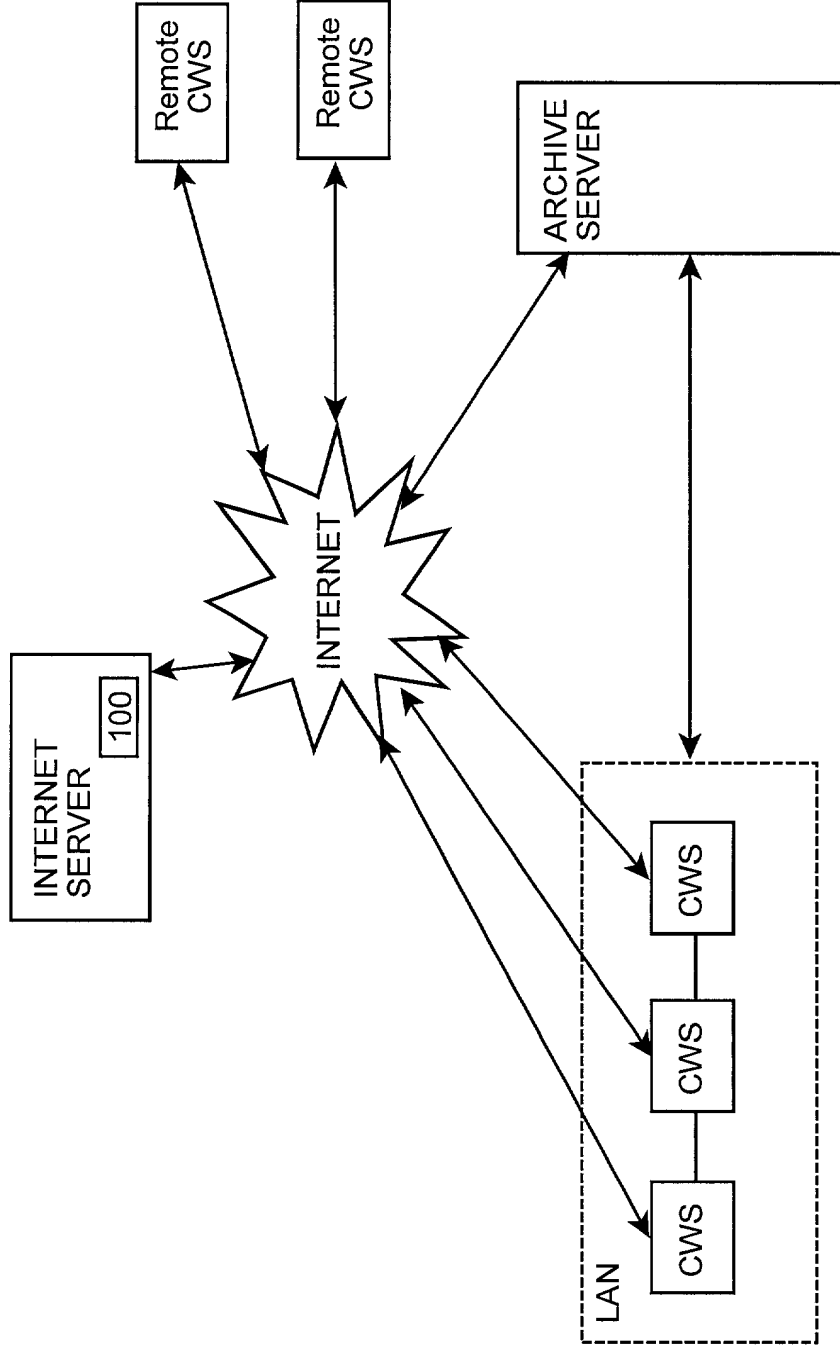 INTERNET
SERVER
100
Remote
CWS
Remote
CWS
INTERNET
ARCHIVE
SERVER
LAN
CWS
CWS
CWS